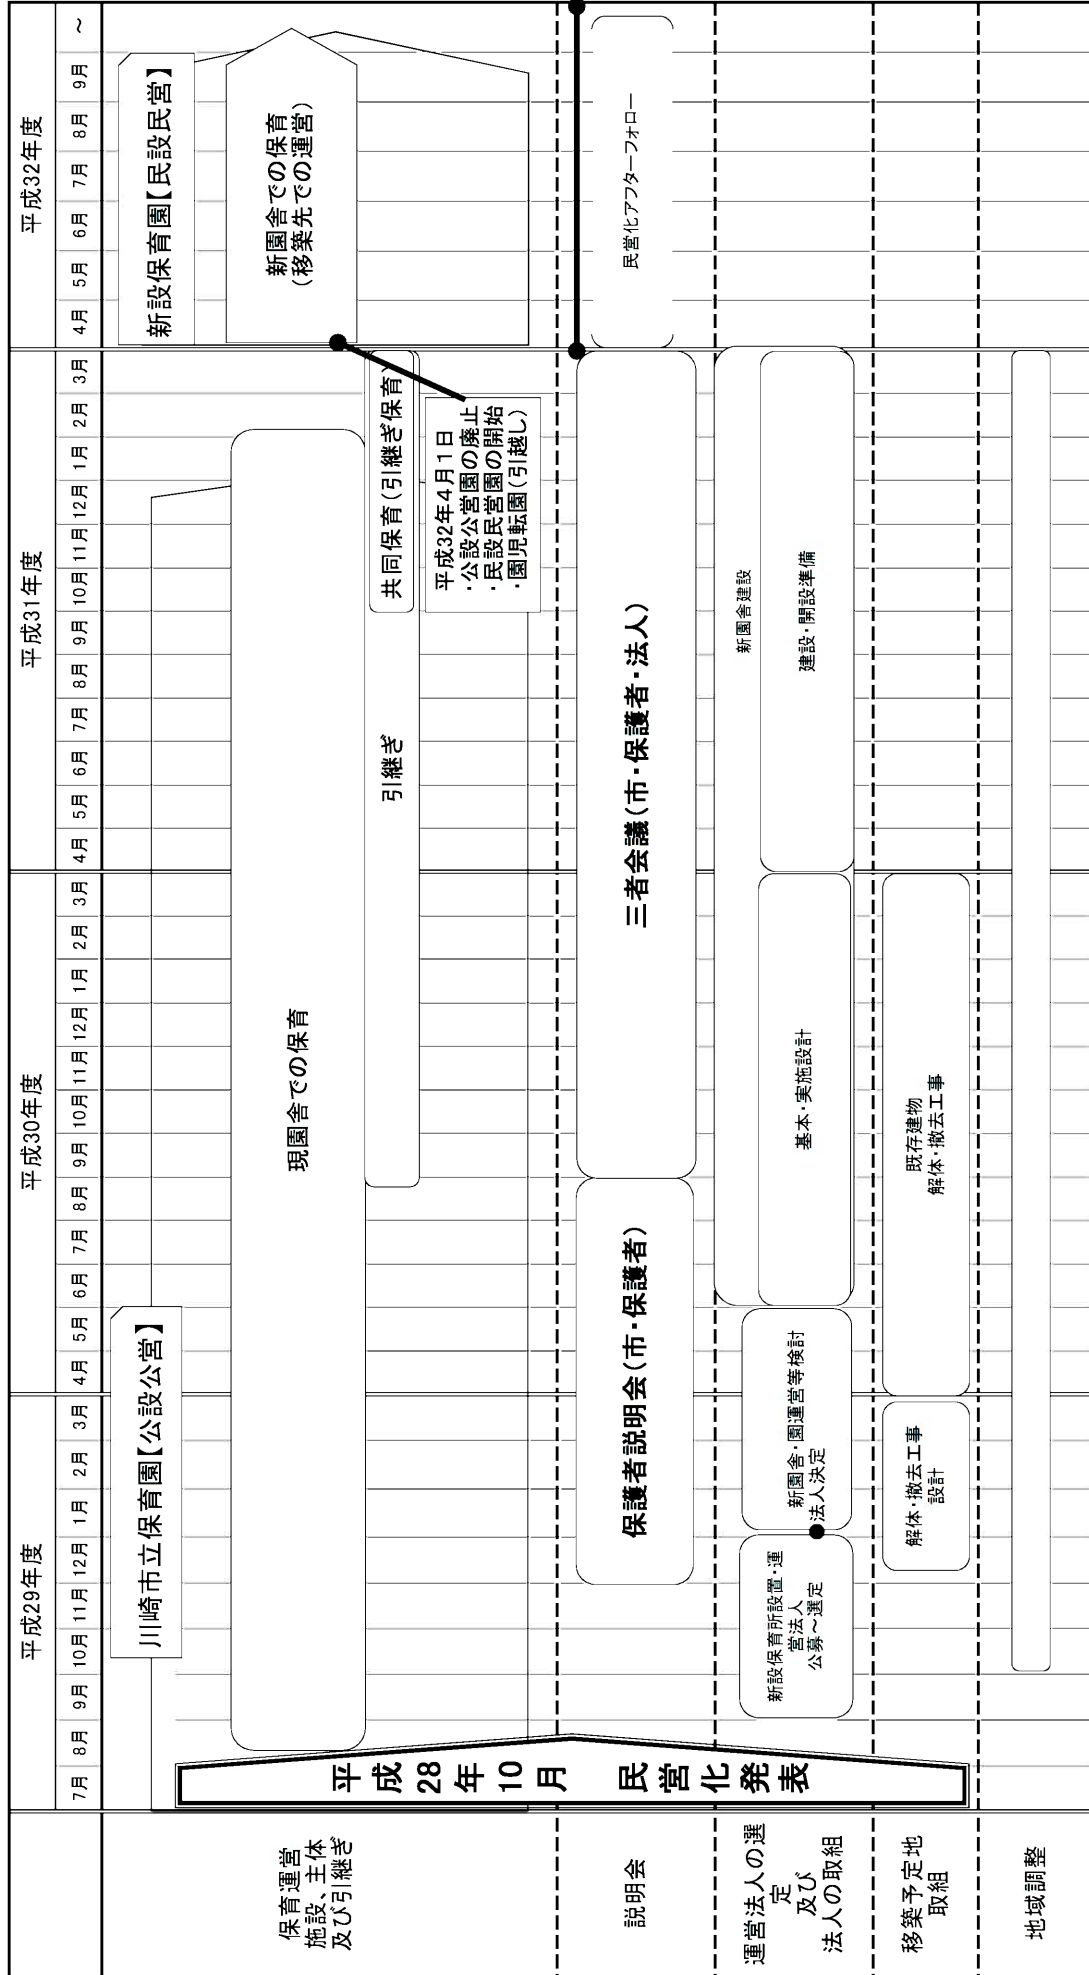 平成29年度
平成30年度
平成31年度
平成32年度
7月 8月 9月 10月 11月 12月 1月 2月 3月 4月 5月 6月 7月 8月 9月 10月 11月 12月 1月 2月 3月 4月 5月 6月 7月 8月 9月 10月 11月 12月 1月 2月 3月 4月 5月 6月 7月 8月 9月 ～
保育運営
施設、主体
及び引継ぎ
平成28年10月 民営化発表
川崎市立保育園【公設公営】
新設保育園【民設民営】
現園舎での保育
新園舎での保育
（移築先での運営）
引継ぎ
共同保育（引継ぎ保育）
平成32年4月1日
・公設公営園の廃止
・民設民営園の開始
・園児転園（引越し）
説明会
保護者説明会（市・保護者）
三者会議（市・保護者・法人）
民営化アフターフォロー
運営法人の選
定
及び
法人の取組
新設保育所設置・運
営法人
公募～選定
新園舎・園運営等検討
法人決定
新園舎建設
基本・実施設計
建設・開設準備
移築予定地
取組
解体・撤去工事
設計
既存建物
解体・撤去工事
地域調整